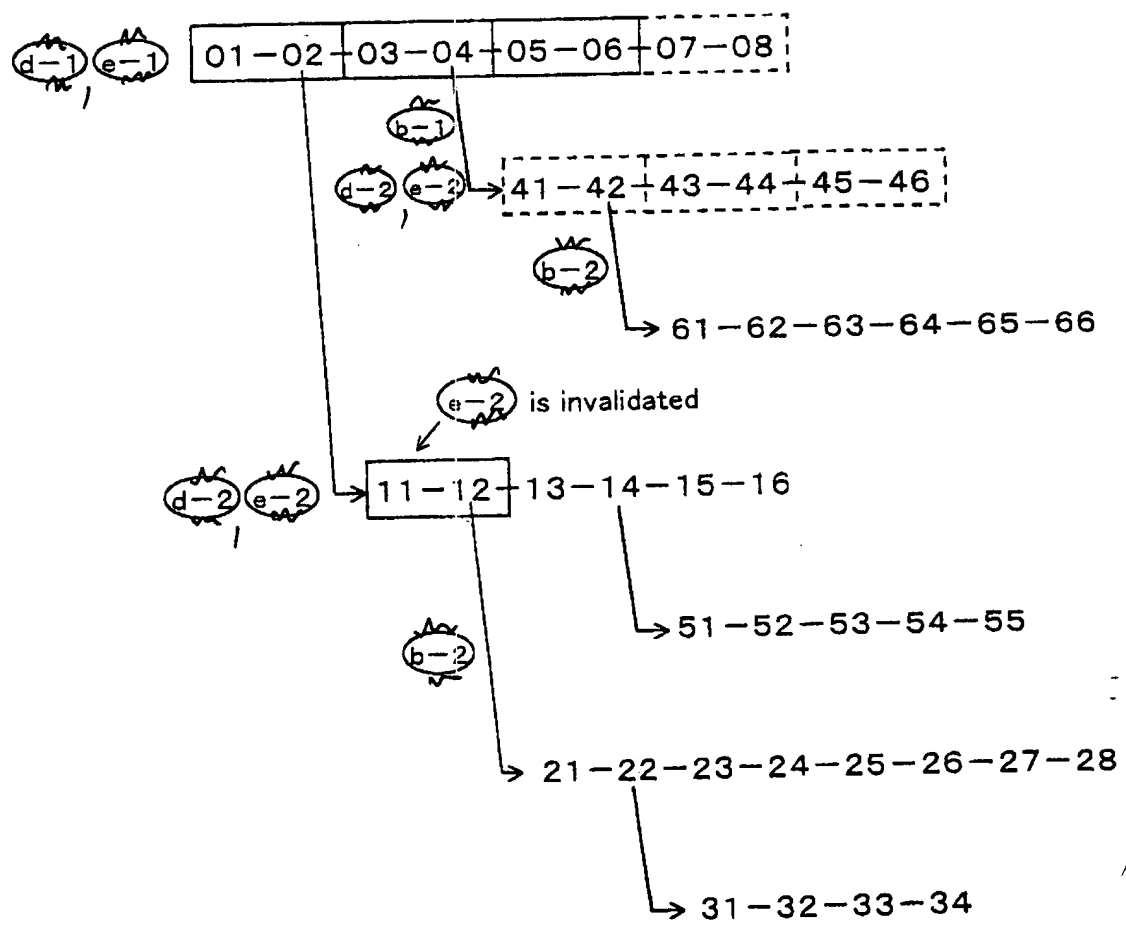 d-1 , e-1 01-02-03-04-05-06-07-08
b-1
d-2 , e-2 41-42-43-44-45-46
b-2
61-62-63-64-65-66
e-2 is invalidated
d-2 , e-2 11-12-13-14-15-16
51-52-53-54-55
b-2
21-22-23-24-25-26-27-28
31-32-33-34